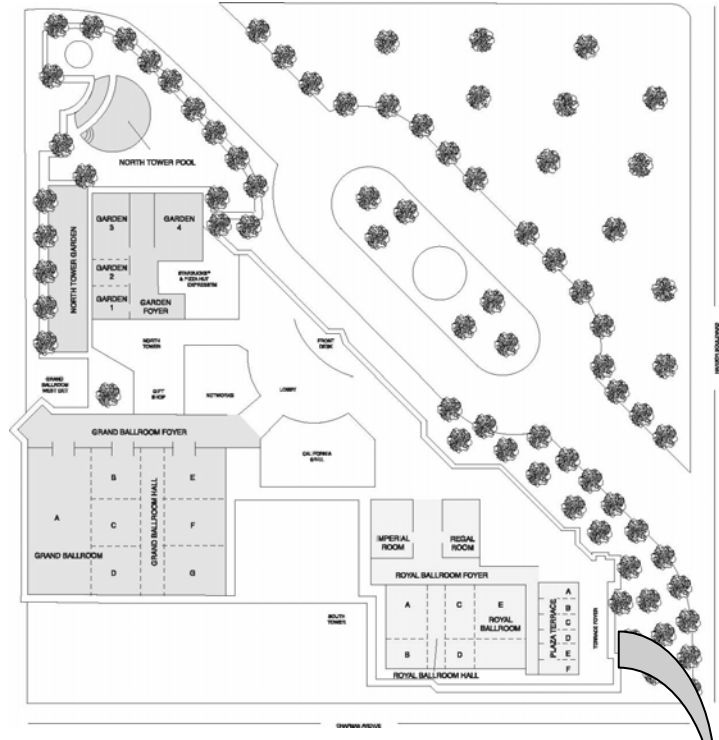 NORTH TOWER POOL
NORTH TOWER GARDEN
GARDEN
3
GARDEN
4
GARDEN
2
GARDEN
1
STARBUCKS®
& PIZZA HUT
EXPRESS™
GARDEN
FOYER
NORTH
TOWER
FRONT
DESK
GRAND
BALLROOM
WEST EXIT
GIFT
SHOP
NETWORKS
LOBBY
GRAND BALLROOM FOYER
CALIFORNIA
GRILL
A
B
C
D
GRAND BALLROOM
GRAND BALLROOM HALL
E
F
G
IMPERIAL
ROOM
REGAL
ROOM
ROYAL BALLROOM FOYER
A
B
C
D
E
ROYAL
BALLROOM
ROYAL BALLROOM HALL
SOUTH
TOWER
PLAZA TERRACE
A
B
C
D
E
F
TERRACE FOYER
CHAPMAN AVENUE